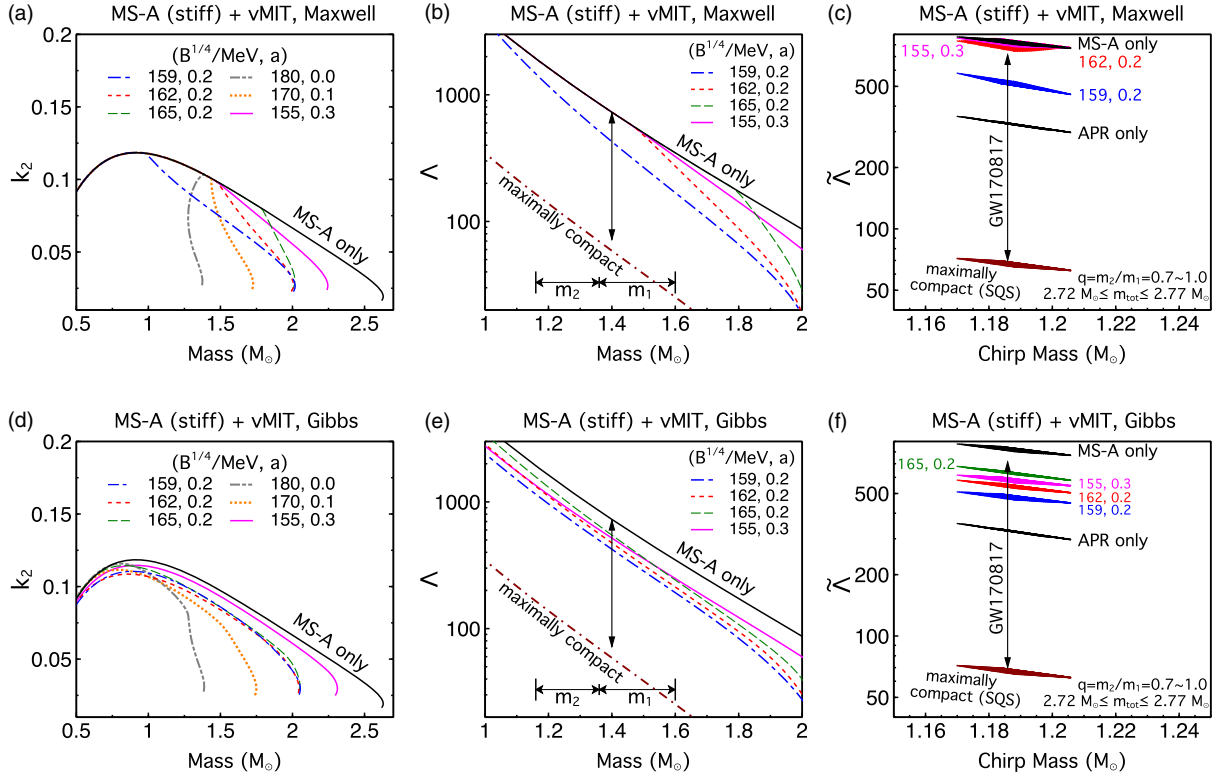 (a)
MS-A (stiff) + vMIT, Maxwell
0.2
0.15
0.1
0.05
k2
(B1/4/MeV, a)
159, 0.2
162, 0.2
165, 0.2
180, 0.0
170, 0.1
155, 0.3
MS-A only
0.5 1 1.5 2 2.5
Mass (M⊙)
(b)
MS-A (stiff) + vMIT, Maxwell
1000
100
Λ
(B1/4/MeV, a)
159, 0.2
162, 0.2
165, 0.2
155, 0.3
MS-A only
maximally compact
m2 m1
1 1.2 1.4 1.6 1.8 2
Mass (M⊙)
(c)
MS-A (stiff) + vMIT, Maxwell
500
200
100
50
Λ̃
155, 0.3
MS-A only
162, 0.2
159, 0.2
APR only
GW170817
maximally
compact (SQS)
q=m2/m1=0.7~1.0
2.72 M⊙≤ mtot≤ 2.77 M⊙
1.16 1.18 1.2 1.22 1.24
Chirp Mass (M⊙)
(d)
MS-A (stiff) + vMIT, Gibbs
0.2
0.15
0.1
0.05
k2
(B1/4/MeV, a)
159, 0.2
162, 0.2
165, 0.2
180, 0.0
170, 0.1
155, 0.3
MS-A only
0.5 1 1.5 2 2.5
Mass (M⊙)
(e)
MS-A (stiff) + vMIT, Gibbs
1000
100
Λ
(B1/4/MeV, a)
159, 0.2
162, 0.2
165, 0.2
155, 0.3
MS-A only
maximally compact
m2 m1
1 1.2 1.4 1.6 1.8 2
Mass (M⊙)
(f)
MS-A (stiff) + vMIT, Gibbs
500
200
100
50
Λ̃
MS-A only
165, 0.2
155, 0.3
162, 0.2
159, 0.2
APR only
GW170817
maximally
compact (SQS)
q=m2/m1=0.7~1.0
2.72 M⊙≤ mtot≤ 2.77 M⊙
1.16 1.18 1.2 1.22 1.24
Chirp Mass (M⊙)